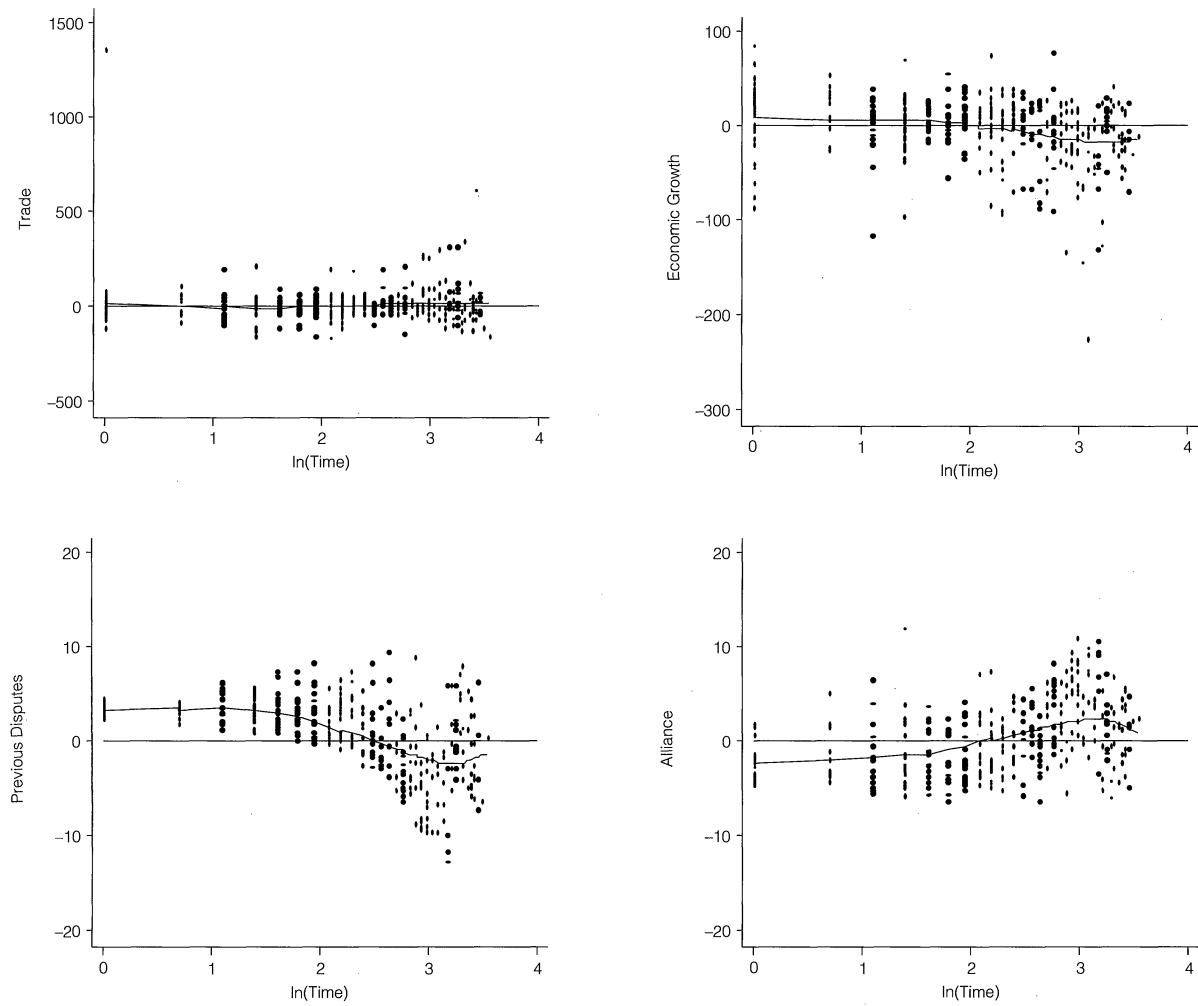 1500
1000
500
0
−500
Trade
0 1 2 3 4
ln(Time)
100
0
−100
−200
−300
Economic Growth
0 1 2 3 4
ln(Time)
20
10
0
−10
−20
Previous Disputes
0 1 2 3 4
ln(Time)
20
10
0
−10
−20
Alliance
0 1 2 3 4
ln(Time)